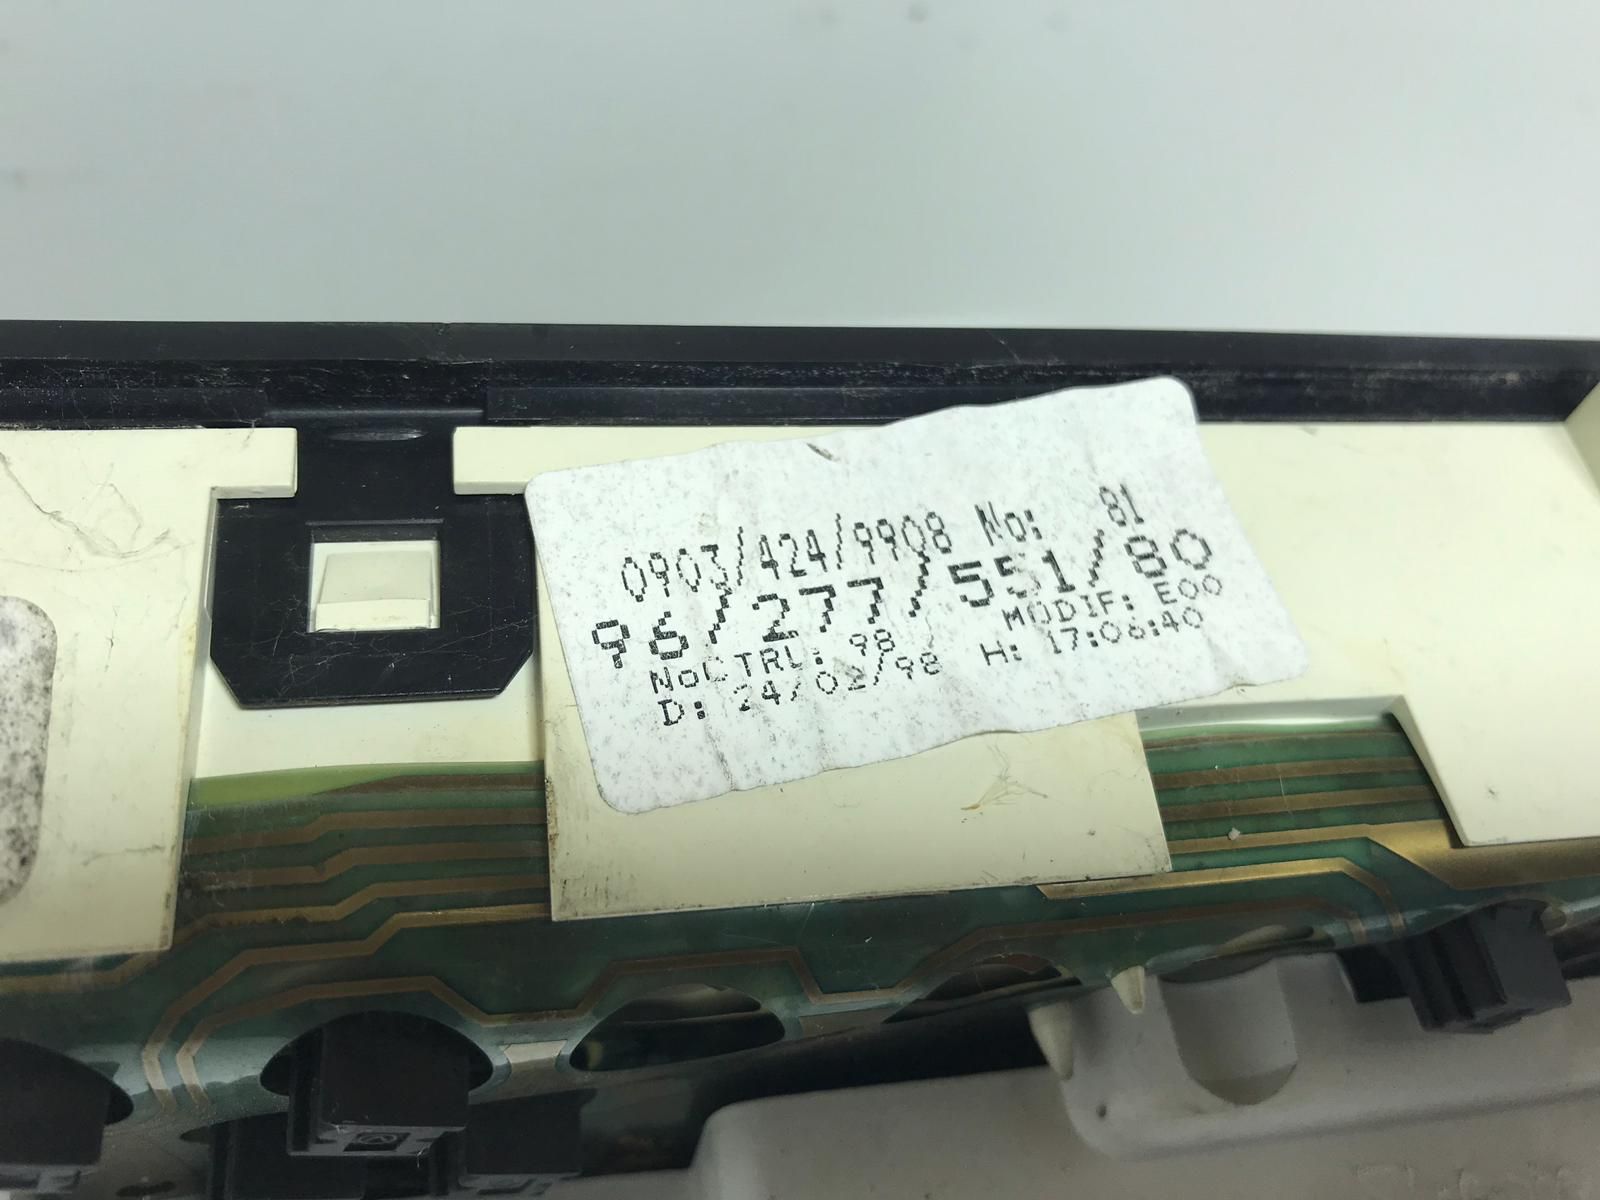 0903/424/9908 No: 81
96/277/551/80
NoCTRL: 98 MODIF: E00
D: 24/02/98 H: 17:06:40